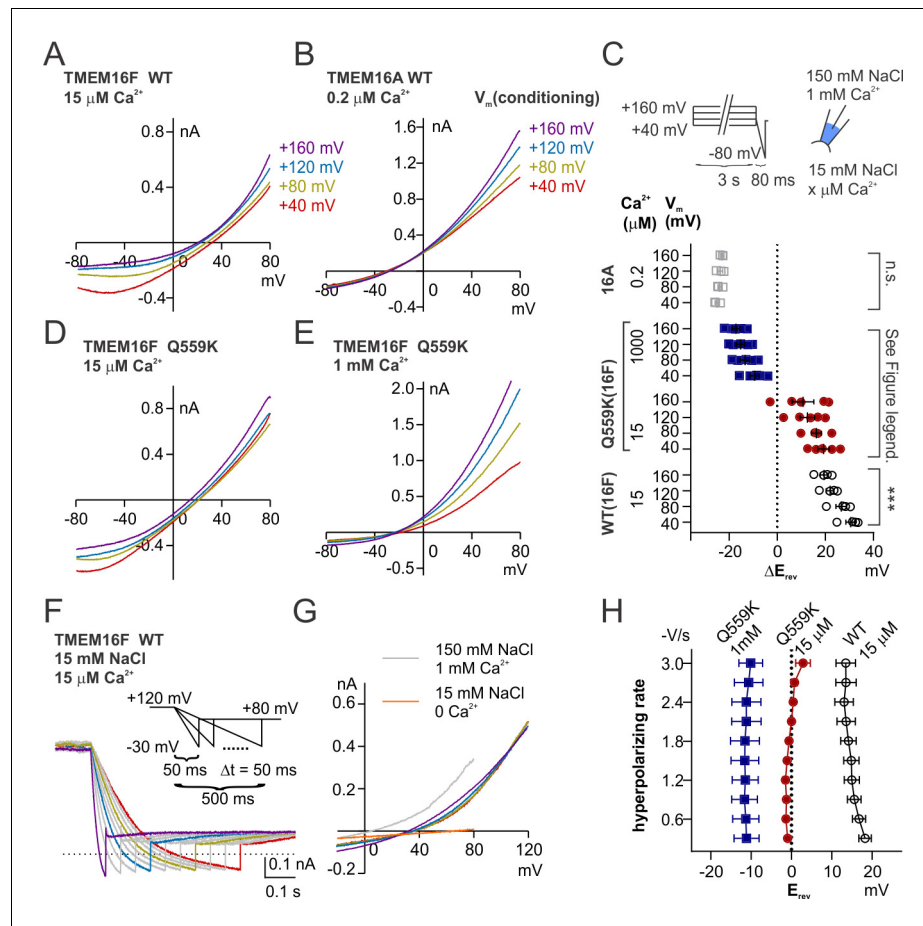 A
TMEM16F WT
15 μM Ca²⁺
nA
0.8
0.4
-0.4
-80
-40
0
40
80
mV
+160 mV
+120 mV
+80 mV
+40 mV
B
TMEM16A WT
0.2 μM Ca²⁺
Vm(conditioning)
nA
1.6
1.2
0.8
0.4
-80
-40
0
40
80
mV
+160 mV
+120 mV
+80 mV
+40 mV
C
+160 mV
+40 mV
-80 mV
3 s
80 ms
150 mM NaCl
1 mM Ca²⁺
15 mM NaCl
x μM Ca²⁺
Ca²⁺ Vm
(μM) (mV)
16A
0.2
160
120
80
40
n.s.
Q559K(16F)
1000
160
120
80
40
15
160
120
80
40
See Figure legend.
WT(16F)
15
160
120
80
40
***
-20
0
20
40
ΔErev
mV
D
TMEM16F Q559K
15 μM Ca²⁺
nA
0.8
0.4
-0.4
-80
-40
0
40
80
mV
E
TMEM16F Q559K
1 mM Ca²⁺
2.0
nA
1.5
1.0
0.5
-0.5
-80
-40
0
40
80
mV
F
TMEM16F WT
15 mM NaCl
15 μM Ca²⁺
+120 mV
+80 mV
-30 mV
50 ms
Δt = 50 ms
500 ms
0.1 nA
0.1 s
G
150 mM NaCl
1 mM Ca²⁺
15 mM NaCl
0 Ca²⁺
nA
0.6
0.4
0.2
-0.2
0
40
80
120
mV
H
-V/s
Q559K
1mM
Q559K
15 μM
WT
15 μM
hyperpolarizing rate
3.0
2.4
1.8
1.2
0.6
-20
-10
0
10
20
Erev
mV